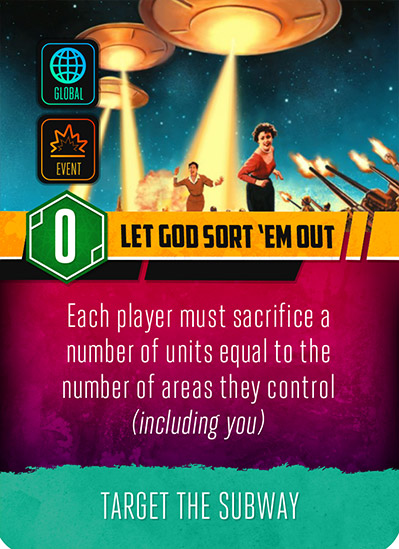 GLOBAL
EVENT
0 LET GOD SORT 'EM OUT
Each player must sacrifice a
number of units equal to the
number of areas they control
(including you)
TARGET THE SUBWAY